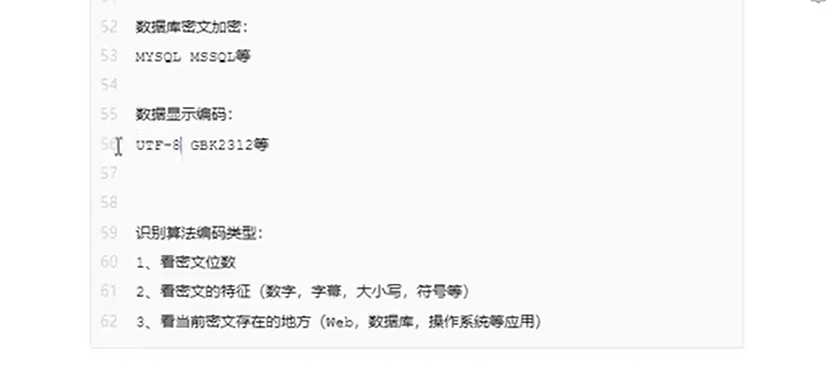 52 数据库密文加密：
53 MYSQL MSSQL等
54
55 数据显示编码：
56 UTF-8 GBK2312等
57
58
59 识别算法编码类型：
60 1、看密文位数
61 2、看密文的特征（数字，字幕，大小写，符号等）
62 3、看当前密文存在的地方（Web，数据库，操作系统等应用）